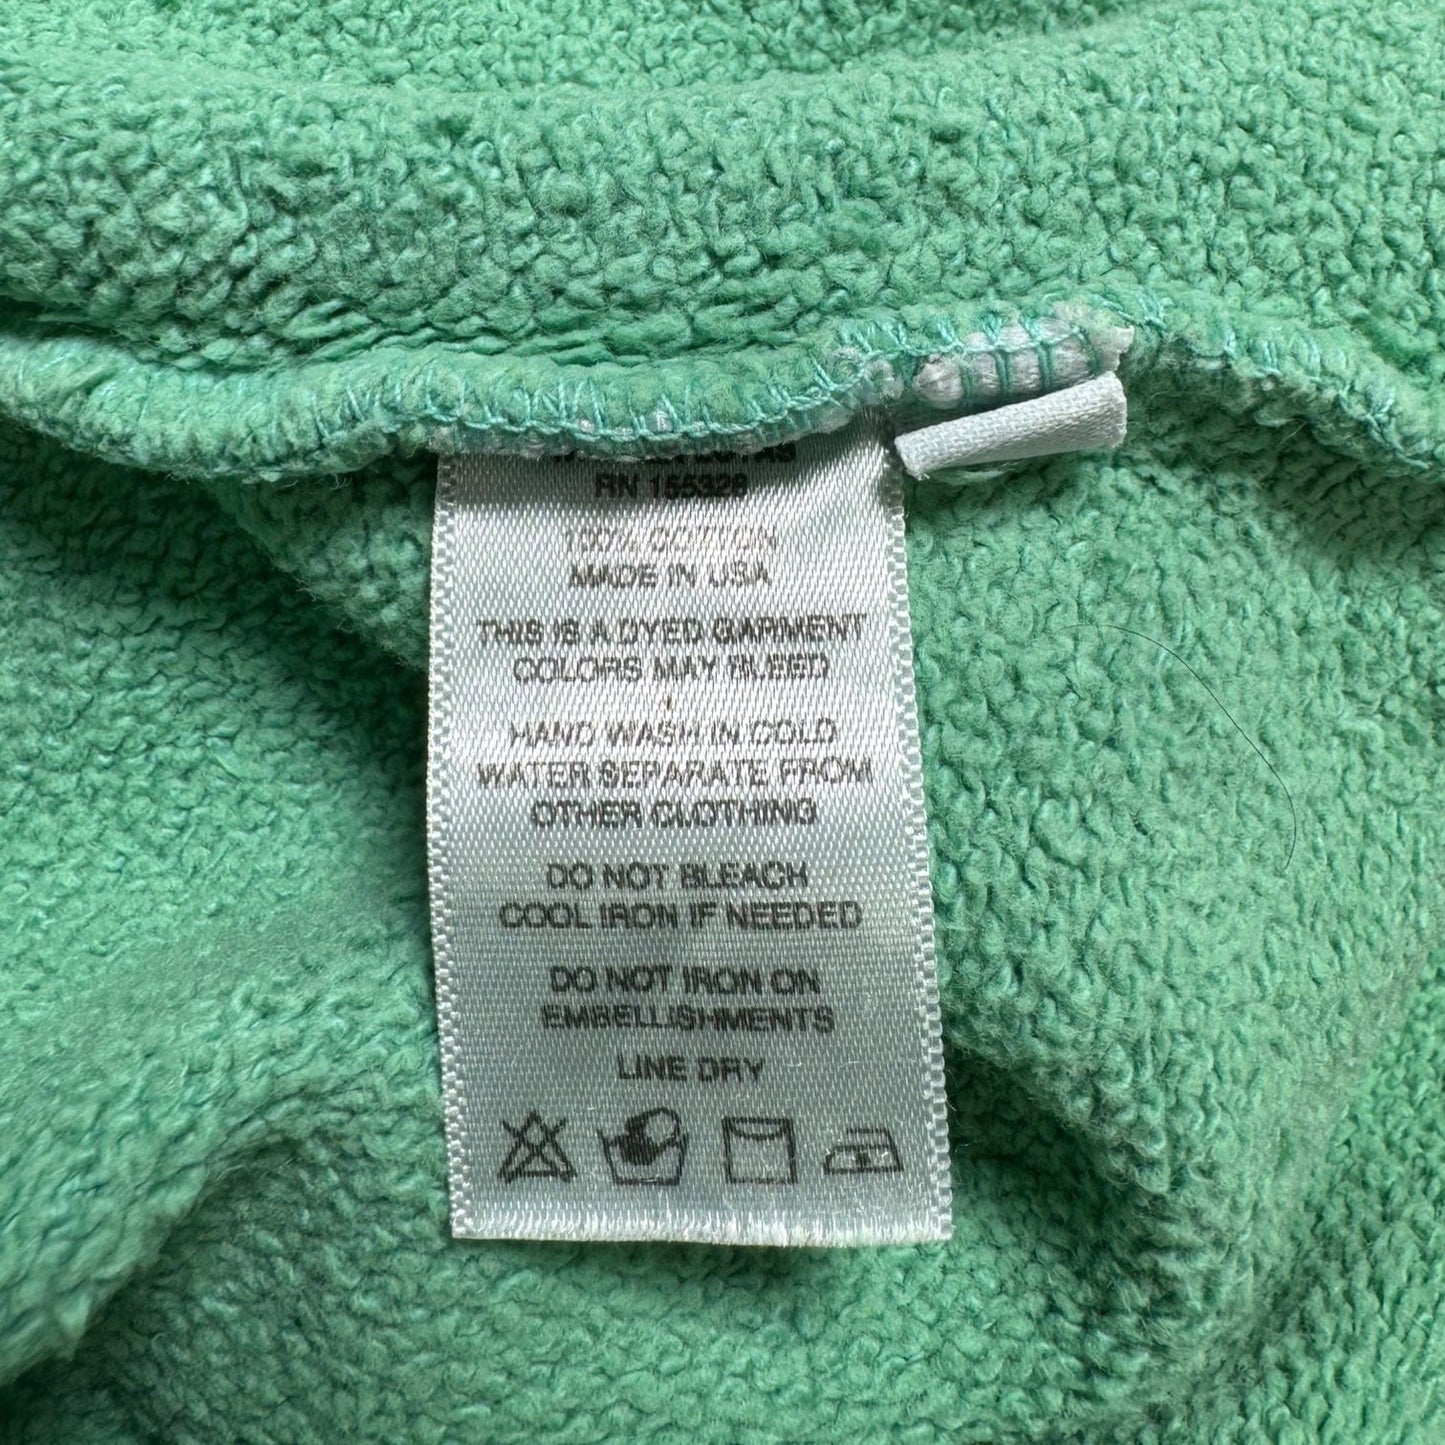 RN 155328
100% COTTON
MADE IN USA
THIS IS A DYED GARMENT
COLORS MAY BLEED
HAND WASH IN COLD
WATER SEPARATE FROM
OTHER CLOTHING
DO NOT BLEACH
COOL IRON IF NEEDED
DO NOT IRON ON
EMBELLISHMENTS
LINE DRY